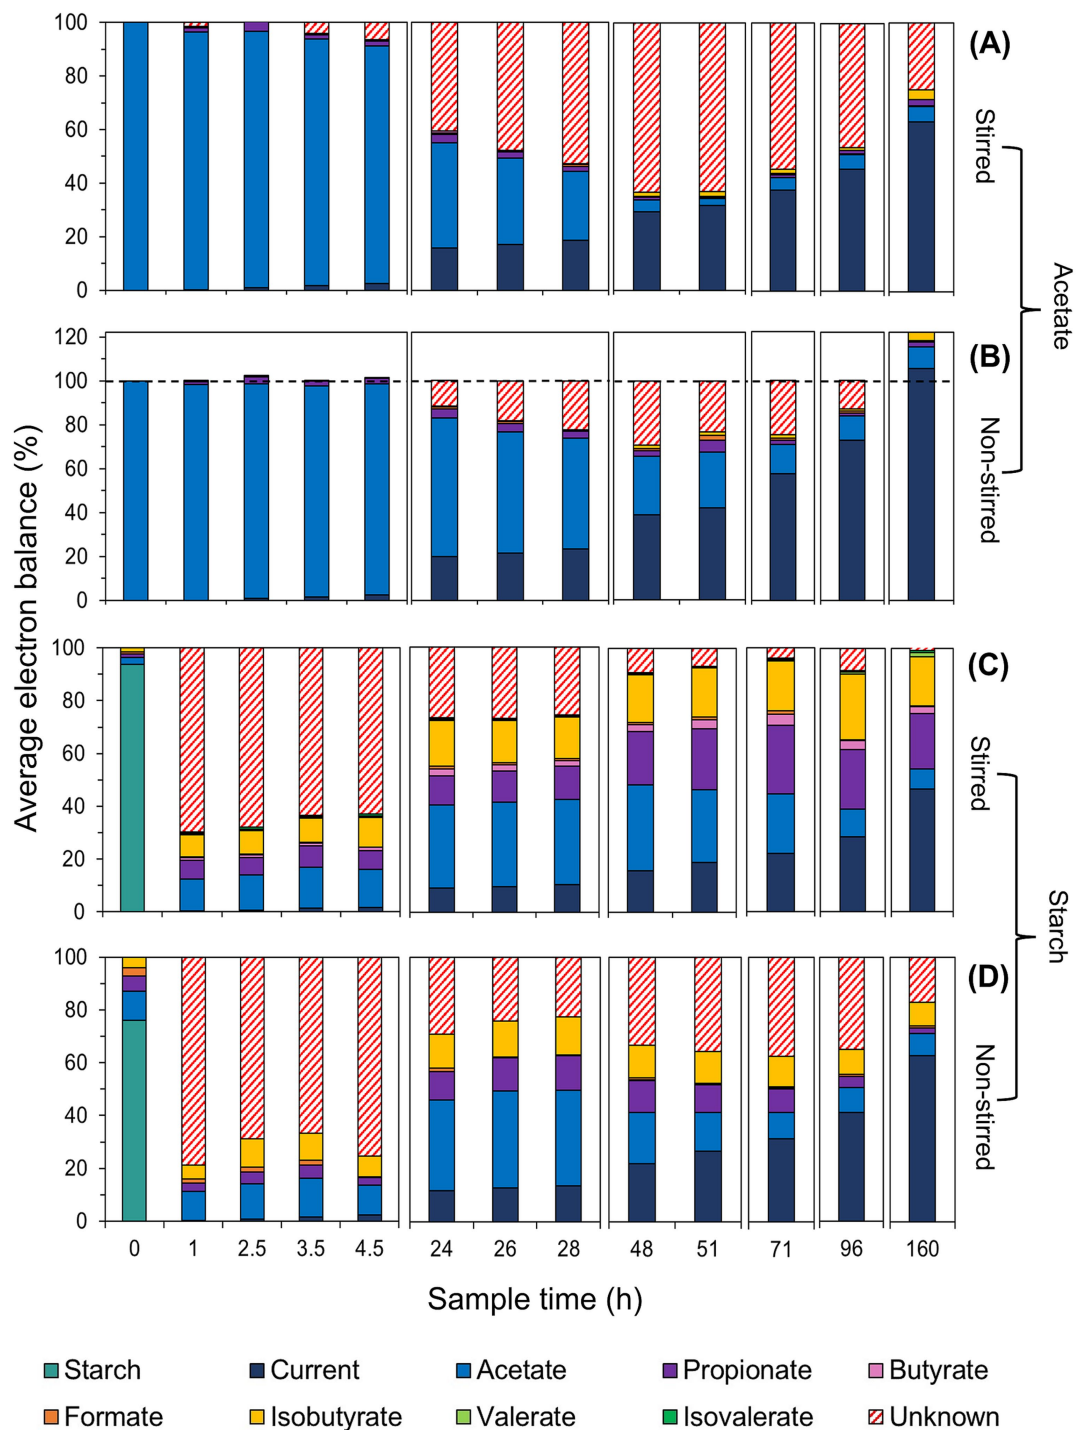 100
80
60
40
20
0
(A)
Stirred
120
100
80
60
40
20
0
(B)
Non-stirred
Acetate
100
80
60
40
20
0
(C)
Stirred
100
80
60
40
20
0
(D)
Non-stirred
Starch
Average electron balance (%)
0 1 2.5 3.5 4.5 24 26 28 48 51 71 96 160
Sample time (h)
Starch Current Acetate Propionate Butyrate
Formate Isobutyrate Valerate Isovalerate Unknown